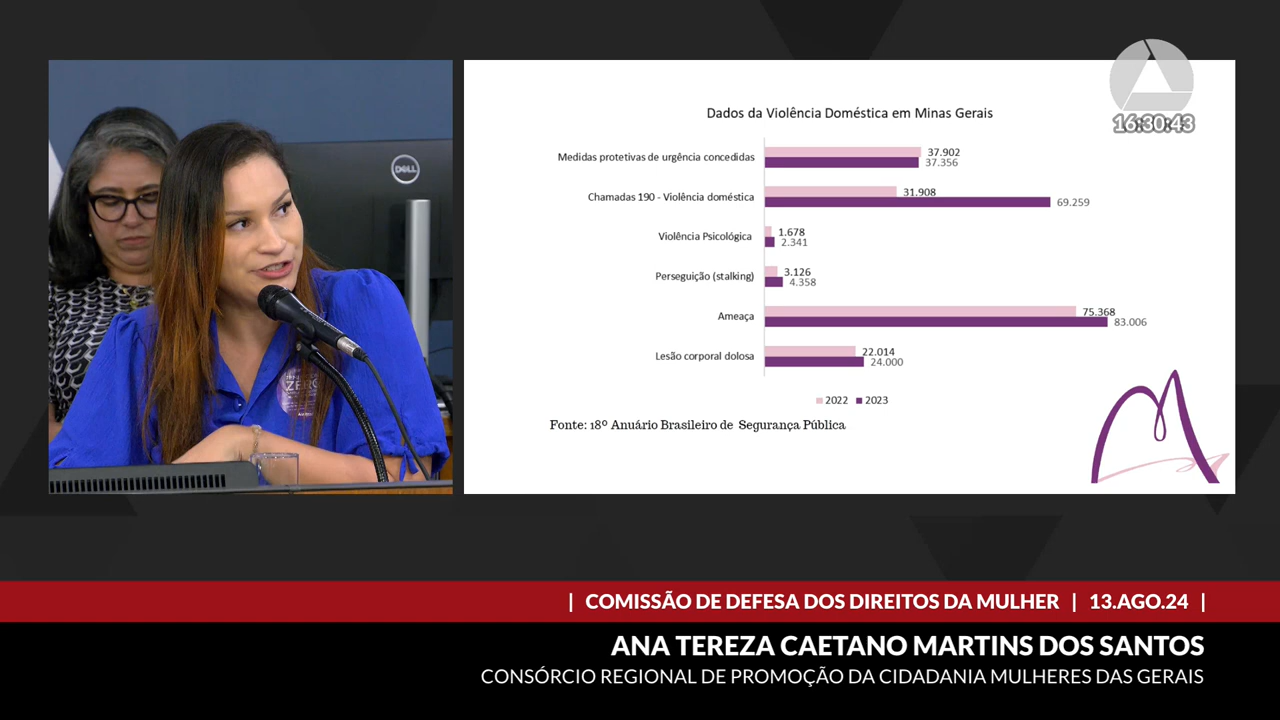 16:30:43
DELL
ZERO
Dados da Violência Doméstica em Minas Gerais
Medidas protetivas de urgência concedidas
37.902
37.356
Chamadas 190 - Violência doméstica
31.908
69.259
Violência Psicológica
1.678
2.341
Perseguição (stalking)
3.126
4.358
Ameaça
75.368
83.006
Lesão corporal dolosa
22.014
24.000
2022 2023
Fonte: 18º Anuário Brasileiro de Segurança Pública
| COMISSÃO DE DEFESA DOS DIREITOS DA MULHER | 13.AGO.24 |
ANA TEREZA CAETANO MARTINS DOS SANTOS
CONSÓRCIO REGIONAL DE PROMOÇÃO DA CIDADANIA MULHERES DAS GERAIS